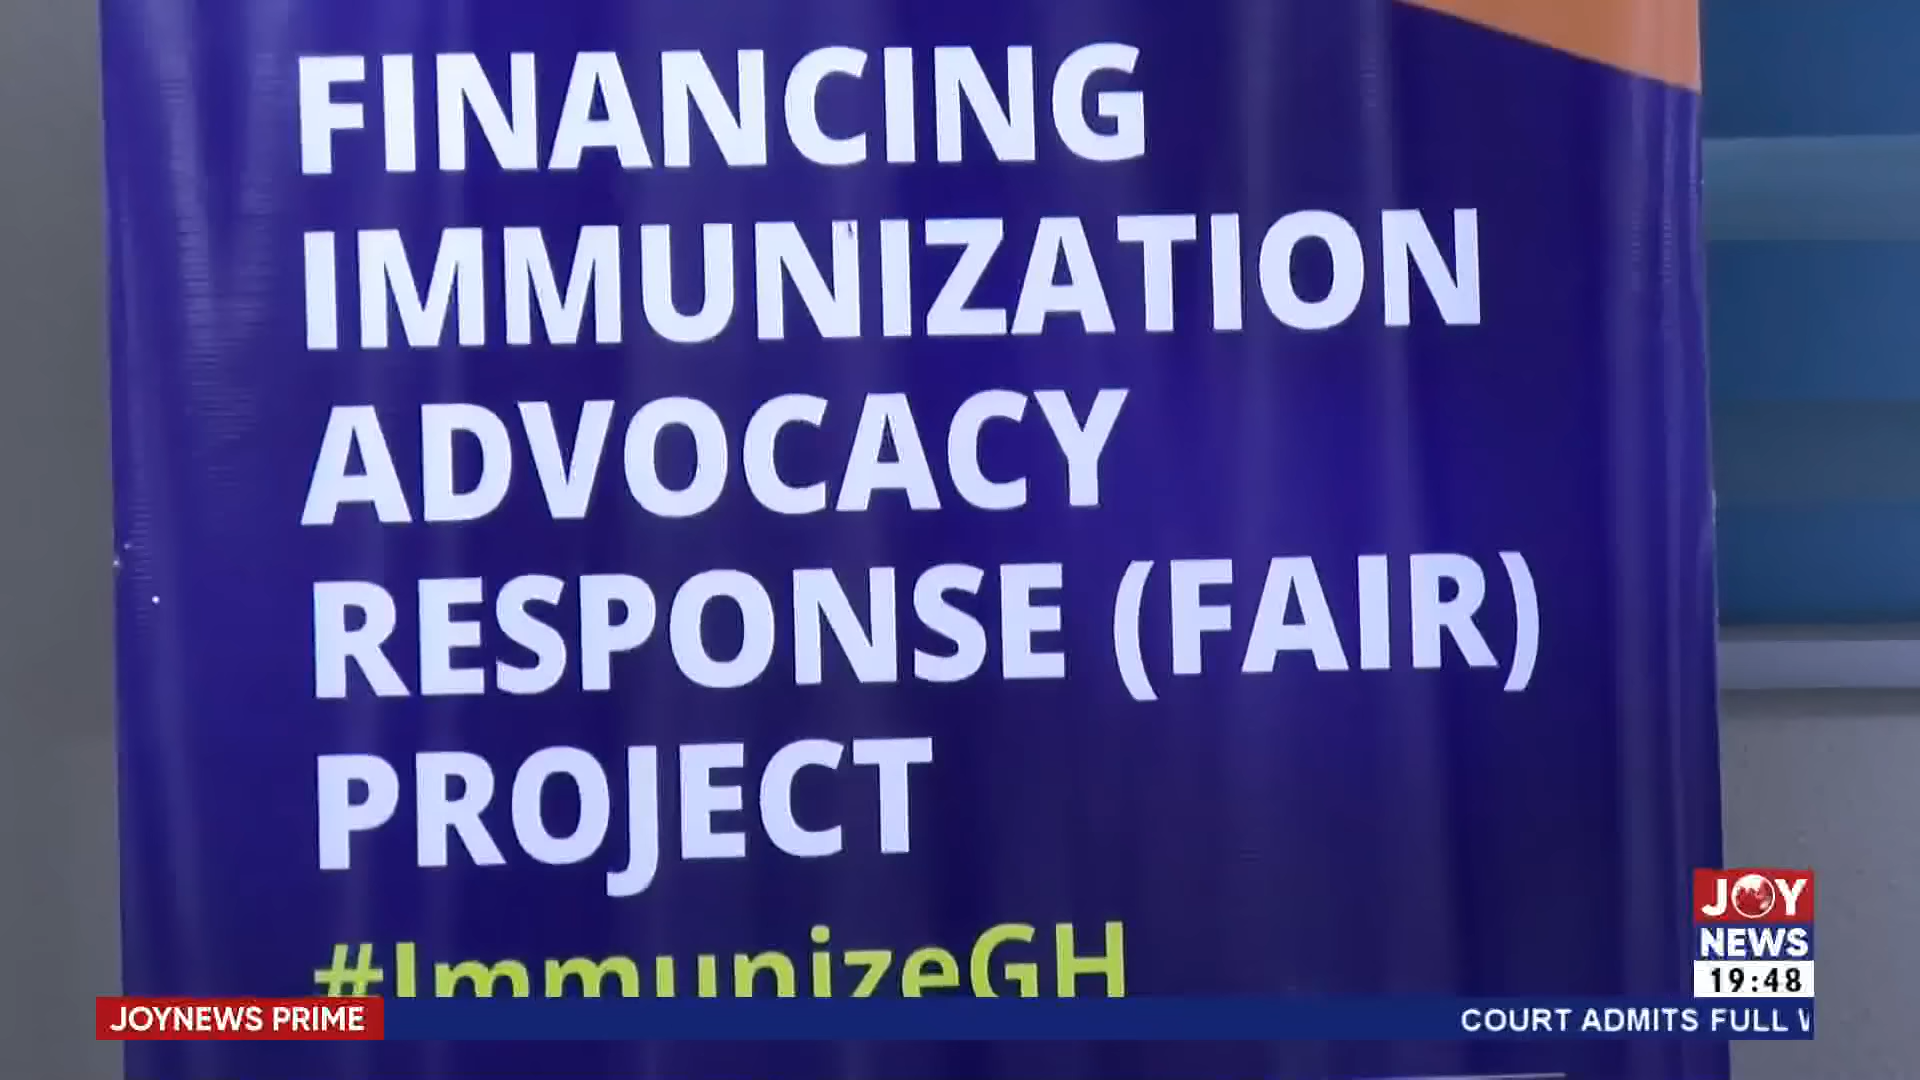 FINANCING
IMMUNIZATION
ADVOCACY
RESPONSE (FAIR)
PROJECT
#ImmunizeGH
JOY
NEWS
19:48
JOYNEWS PRIME
COURT ADMITS FULL